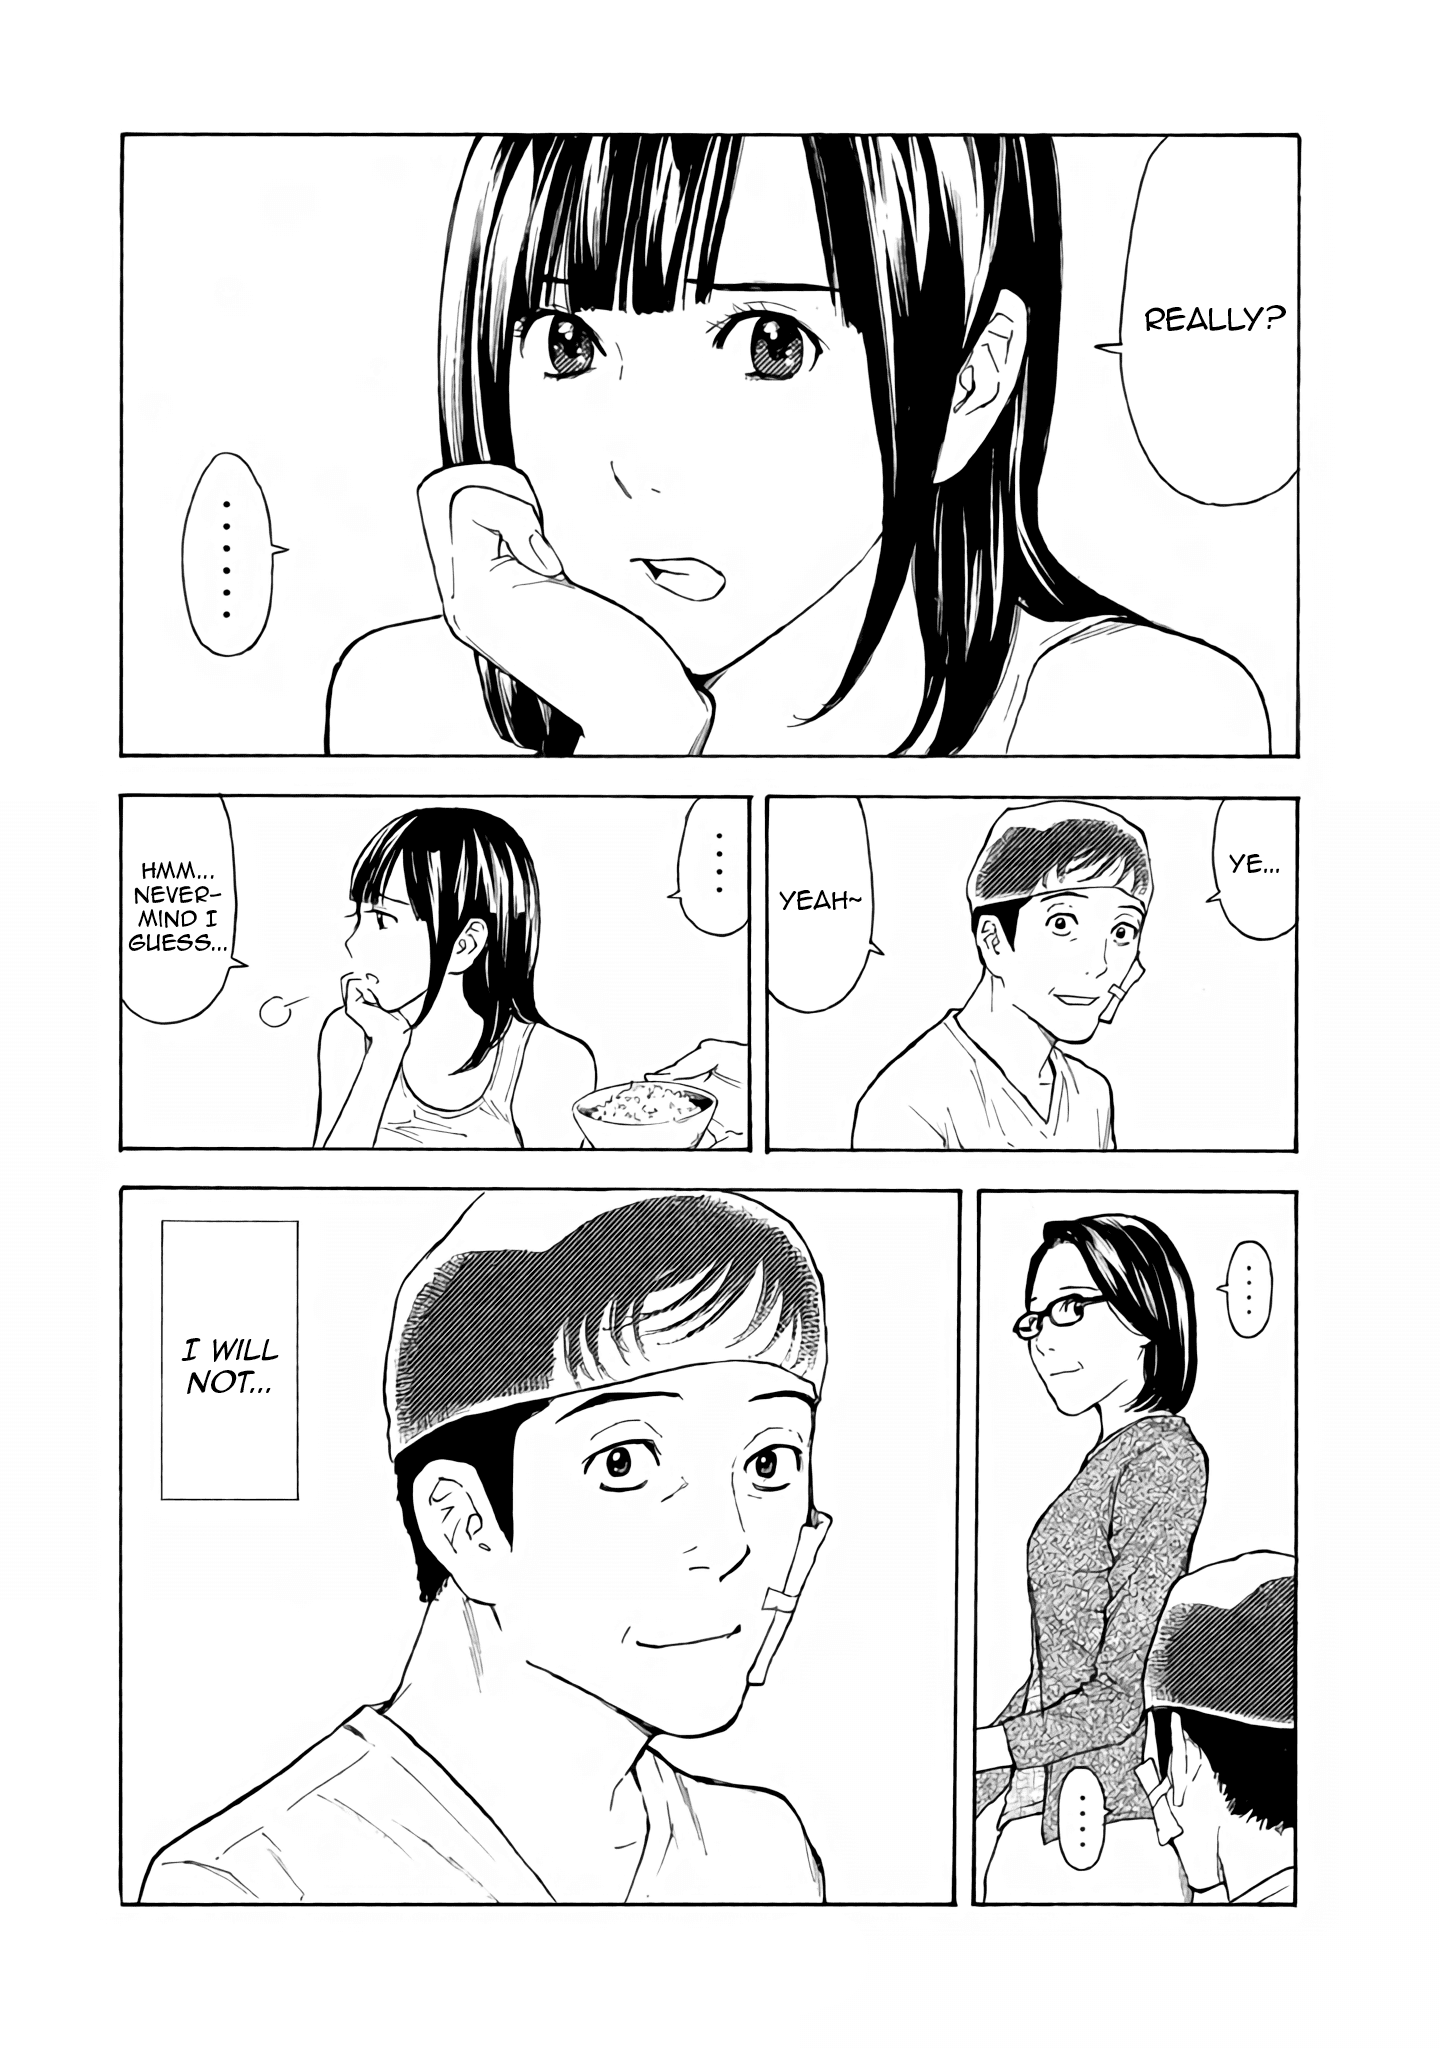 REALLY?
......
YE...
YEAH~
....
HMM...
NEVER-
MIND I
GUESS...
....
....
I WILL
NOT...